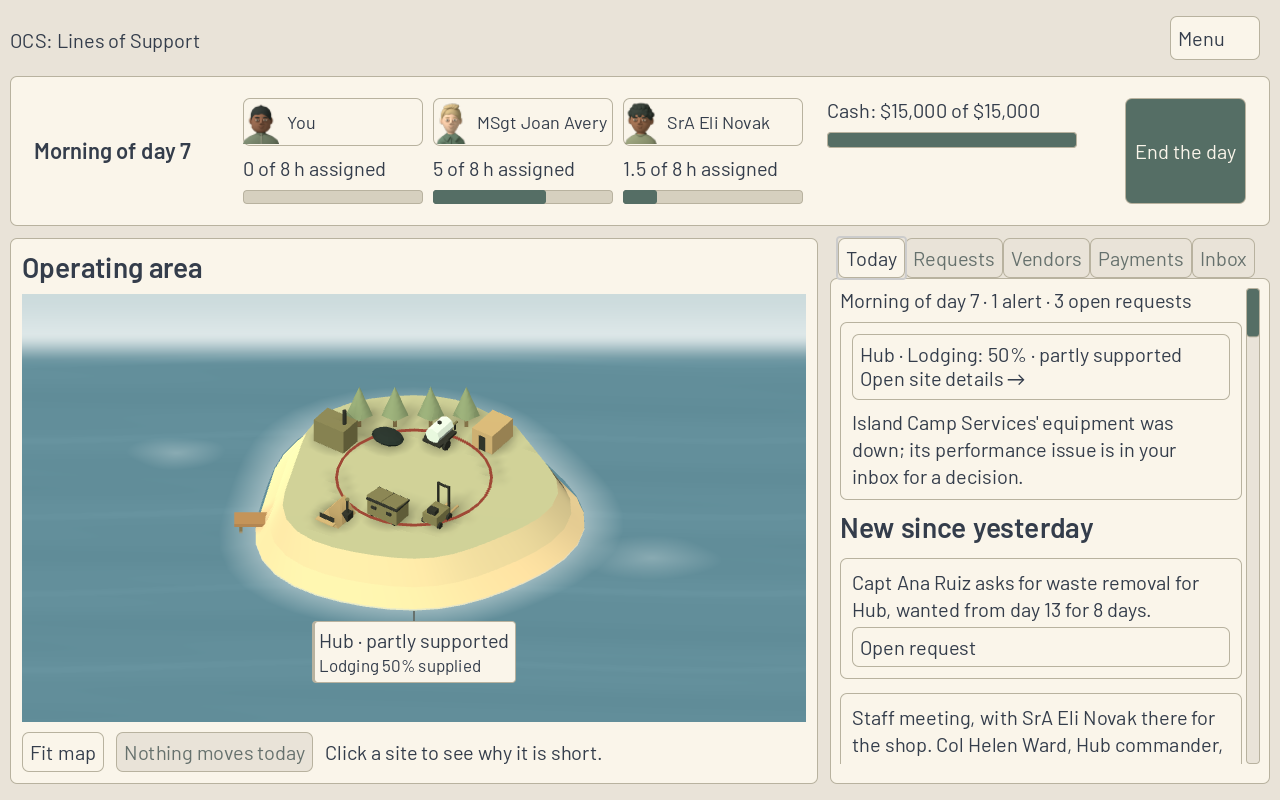 OCS: Lines of Support
Menu
Morning of day 7
You
0 of 8 h assigned
MSgt Joan Avery
5 of 8 h assigned
SrA Eli Novak
1.5 of 8 h assigned
Cash: $15,000 of $15,000
End the day
Operating area
Hub · partly supported
Lodging 50% supplied
Fit map
Nothing moves today
Click a site to see why it is short.
Today
Requests
Vendors
Payments
Inbox
Morning of day 7 · 1 alert · 3 open requests
Hub · Lodging: 50% · partly supported
Open site details →
Island Camp Services' equipment was
down; its performance issue is in your
inbox for a decision.
New since yesterday
Capt Ana Ruiz asks for waste removal for
Hub, wanted from day 13 for 8 days.
Open request
Staff meeting, with SrA Eli Novak there for
the shop. Col Helen Ward, Hub commander,